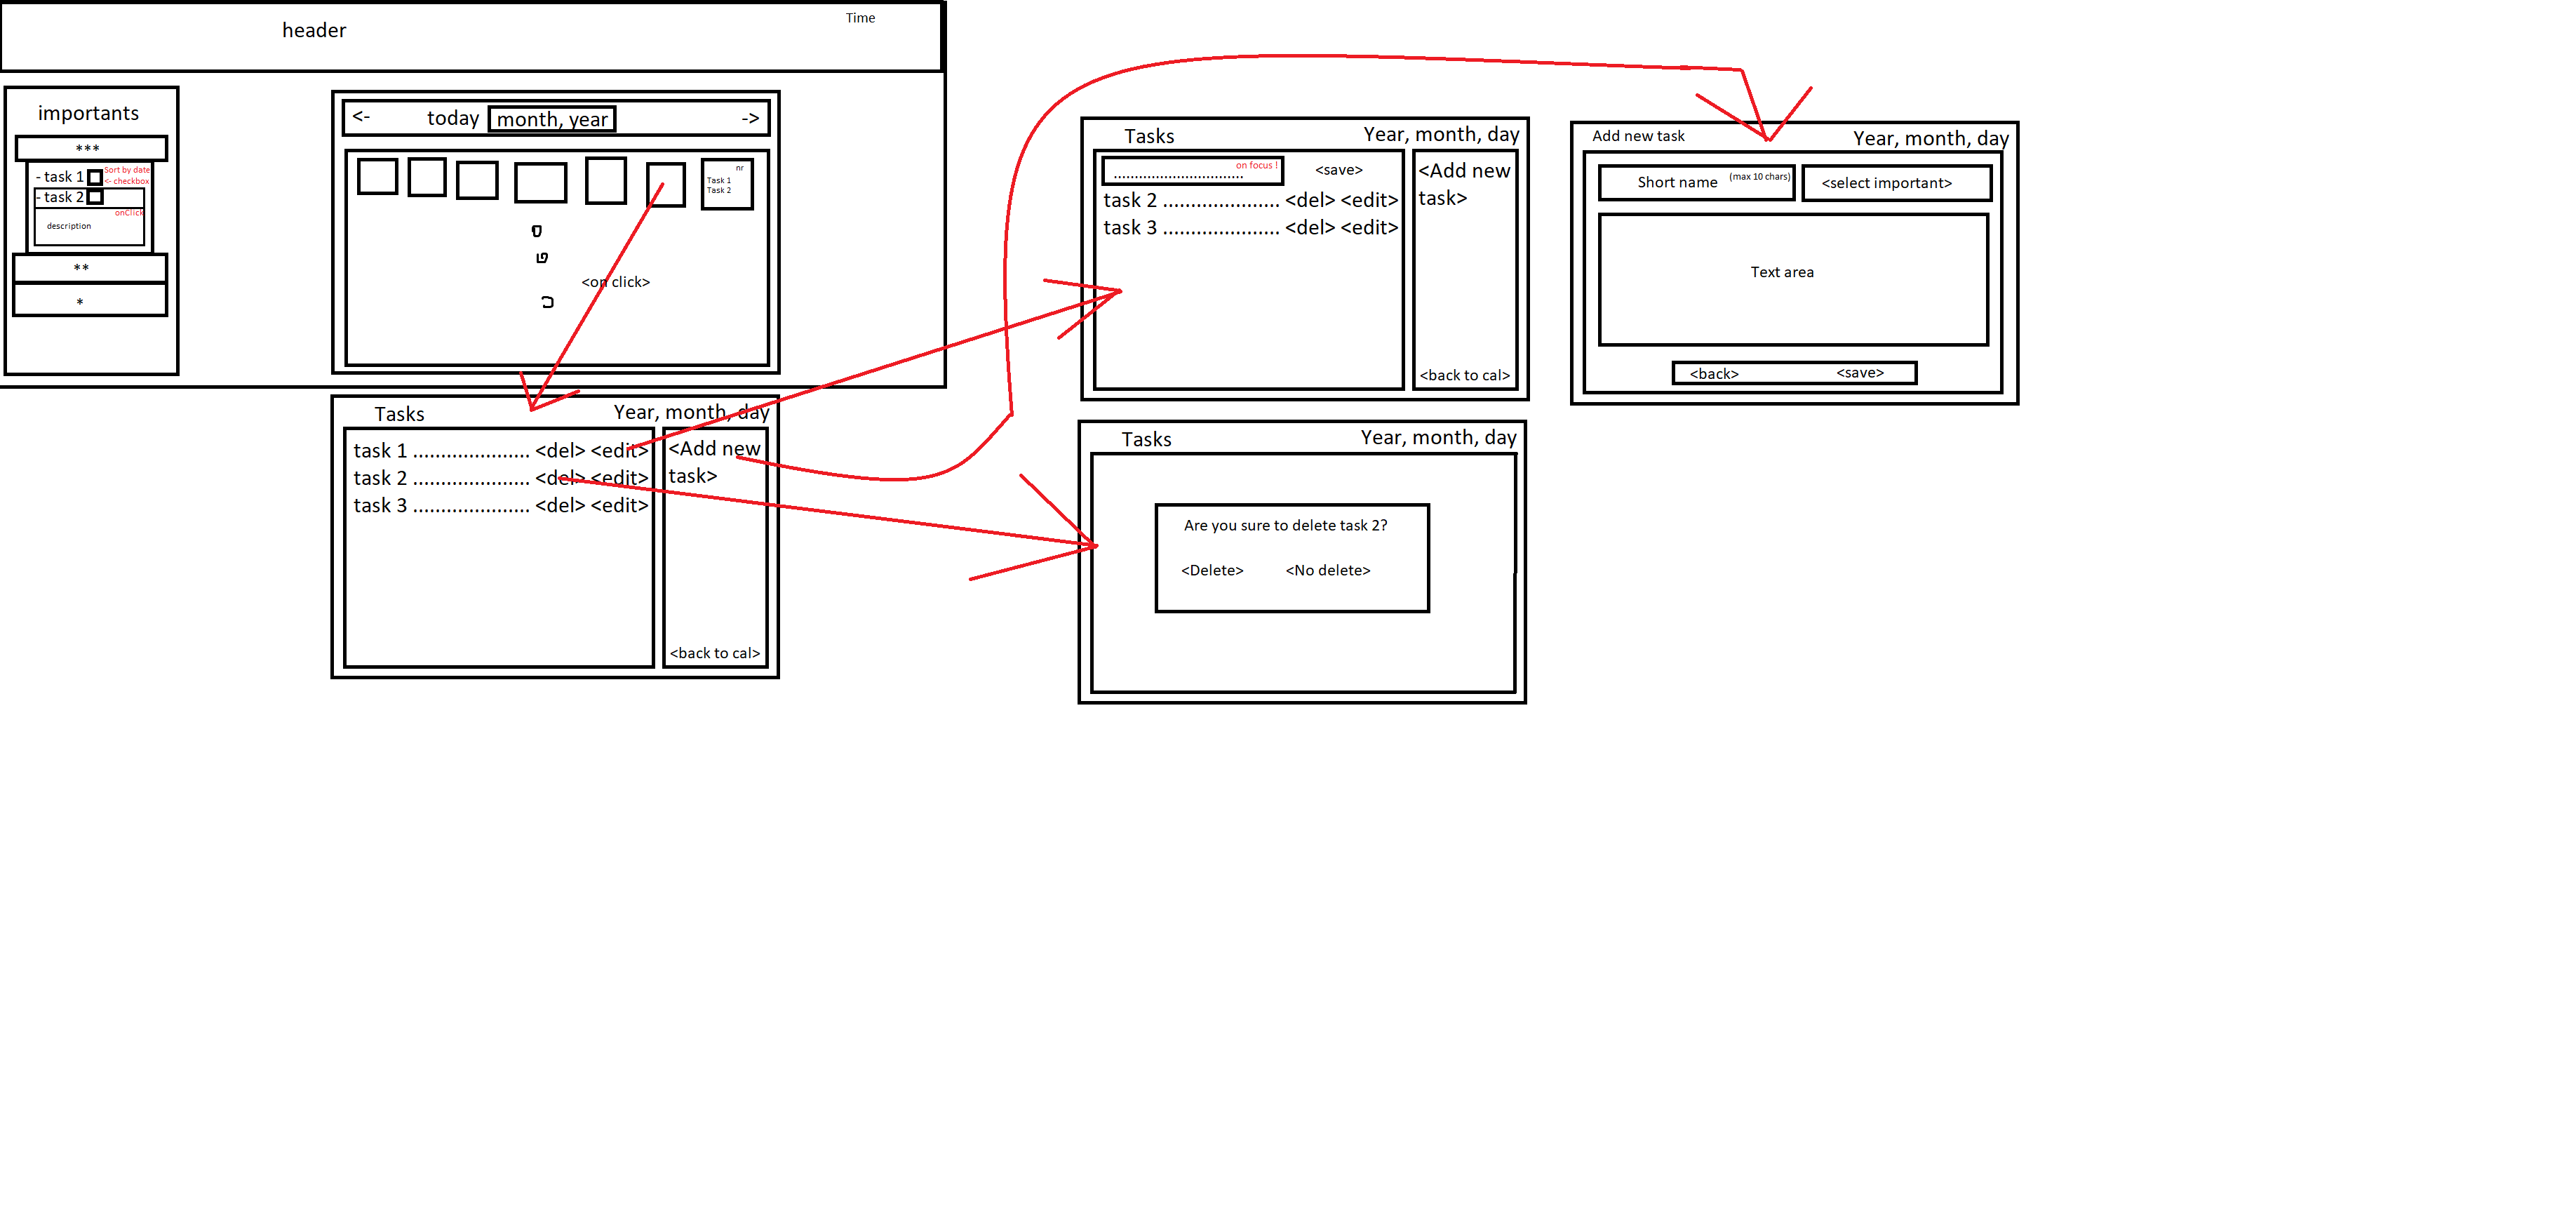 header
Time
importants
***
- task 1
Sort by date
<- checkbox
- task 2
onClick
description
**
*
<-
today
month, year
->
nr
Task 1
Task 2
<on click>
Tasks
Year, month, day
task 1 ..................... <del> <edit>
task 2 ..................... <del> <edit>
task 3 ..................... <del> <edit>
<Add new
task>
<back to cal>
Tasks
Year, month, day
on focus !
...............................
<save>
task 2 ..................... <del> <edit>
task 3 ..................... <del> <edit>
<Add new
task>
<back to cal>
Tasks
Year, month, day
Are you sure to delete task 2?
<Delete>
<No delete>
Add new task
Year, month, day
Short name
(max 10 chars)
<select important>
Text area
<back>
<save>